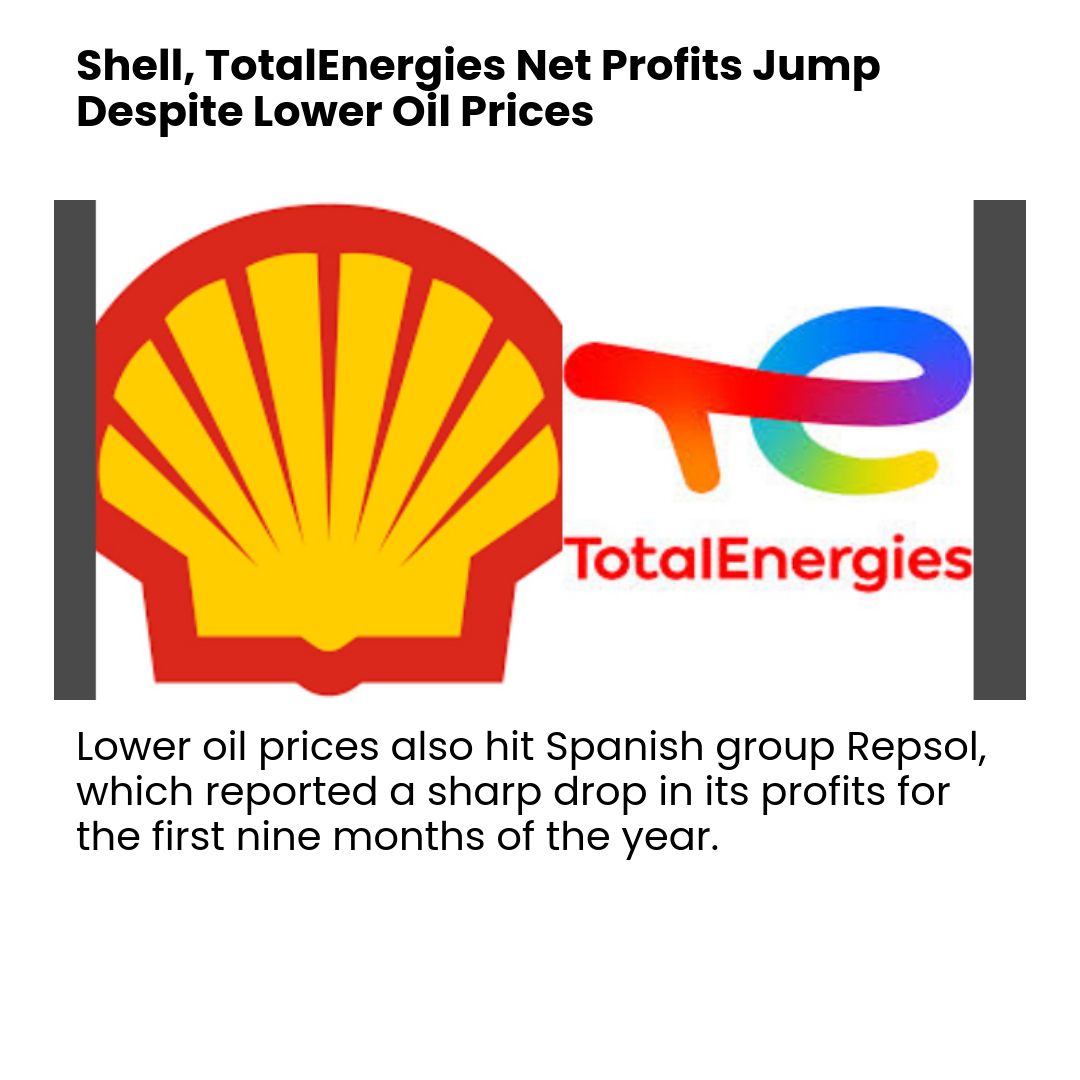 Shell, TotalEnergies Net Profits Jump
Despite Lower Oil Prices
TotalEnergies
Lower oil prices also hit Spanish group Repsol,
which reported a sharp drop in its profits for
the first nine months of the year.